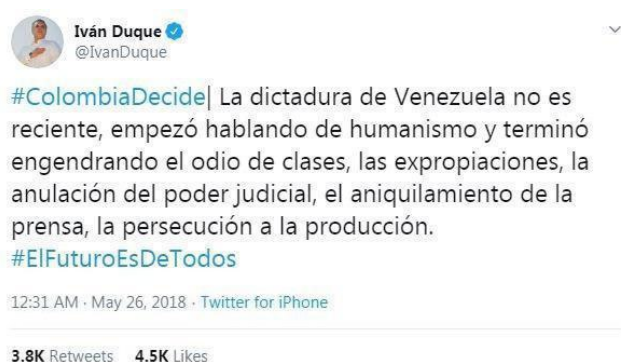 Iván Duque
@IvanDuque
#ColombiaDecide| La dictadura de Venezuela no es
reciente, empezó hablando de humanismo y terminó
engendrando el odio de clases, las expropiaciones, la
anulación del poder judicial, el aniquilamiento de la
prensa, la persecución a la producción.
#ElFuturoEsDeTodos
12:31 AM · May 26, 2018 · Twitter for iPhone
3.8K Retweets 4.5K Likes